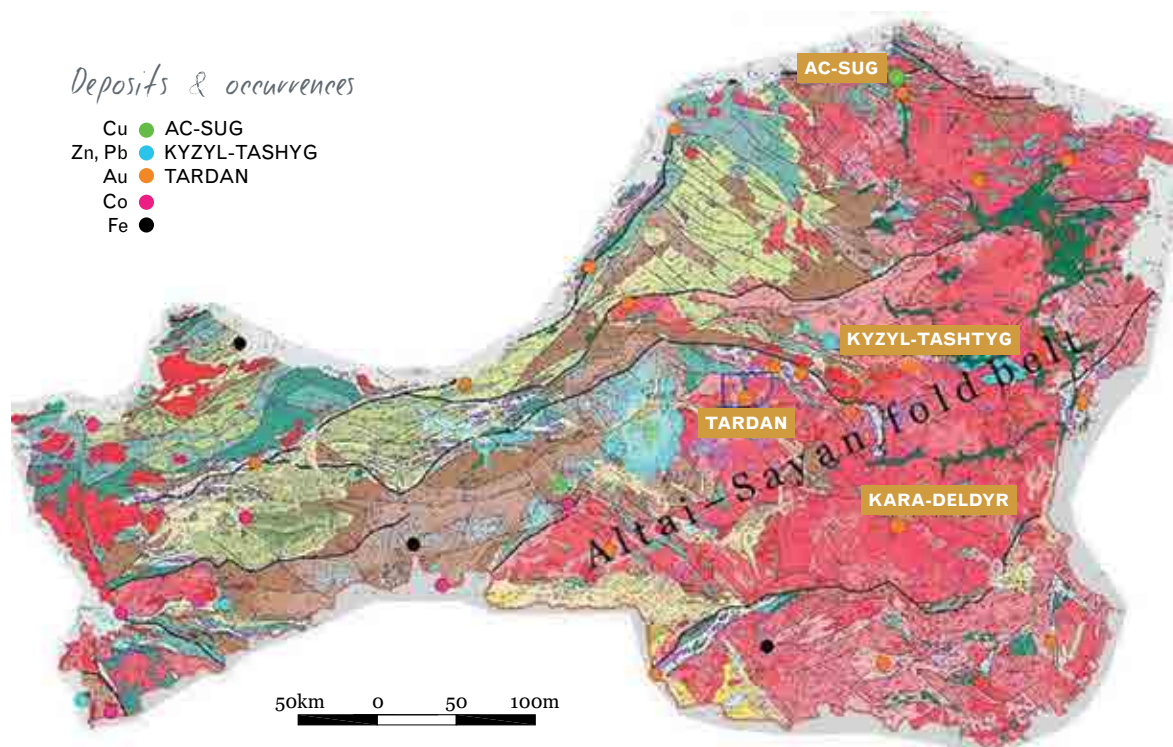 AC-SUG
Deposits & occurrences
Cu AC-SUG
Zn, Pb KYZYL-TASHYG
Au TARDAN
Co
Fe
KYZYL-TASHTYG
TARDAN
Altai-Sayan fold belt
KARA-DELDYR
50km 0 50 100m